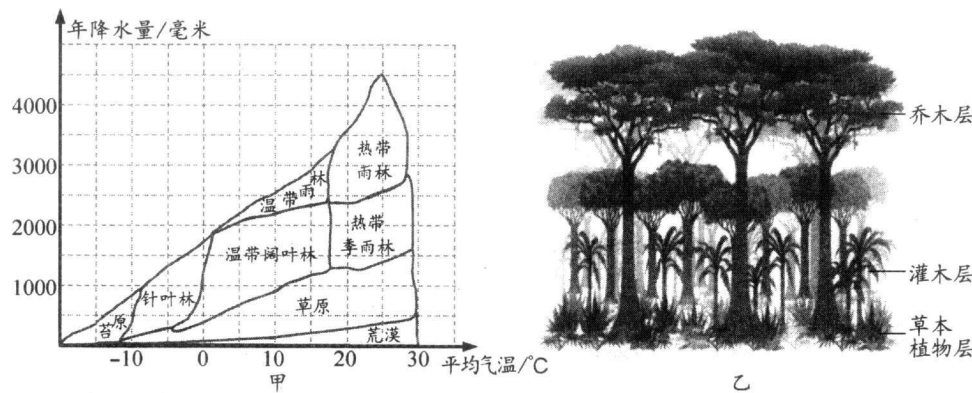 年降水量/毫米
4000
3000
2000
1000
热带
雨林
温带雨林
热带
季雨林
温带阔叶林
针叶林
苔原
草原
荒漠
-10
0
10
20
30
平均气温/℃
甲
乔木层
灌木层
草本
植物层
乙